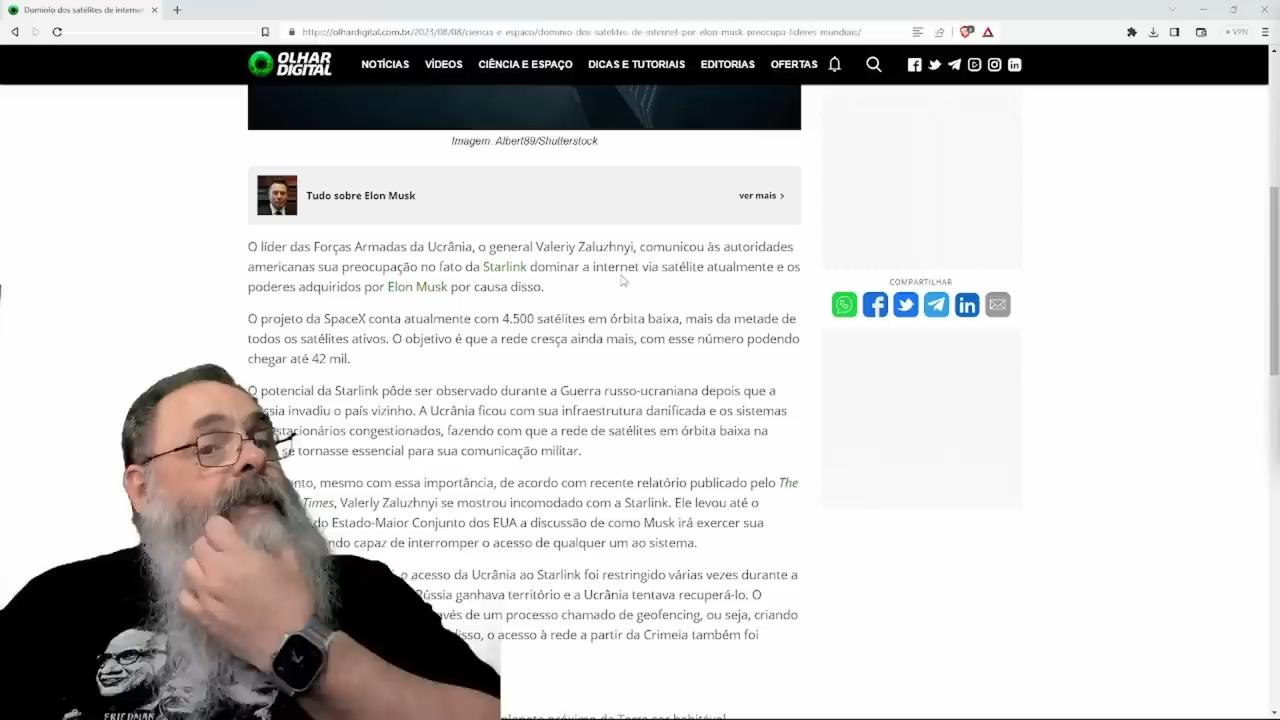 Domínio dos satélites de internet
https://olhardigital.com.br/2023/08/08/ciencia-e-espaco/dominio-dos-satelites-de-internet-por-elon-musk-preocupa-lideres-mundiais/
VPN
OLHAR
DIGITAL
NOTÍCIAS VÍDEOS CIÊNCIA E ESPAÇO DICAS E TUTORIAIS EDITORIAS OFERTAS
Imagem: Albert89/Shutterstock
Tudo sobre Elon Musk
ver mais >
O líder das Forças Armadas da Ucrânia, o general Valeriy Zaluzhnyi, comunicou às autoridades
americanas sua preocupação no fato da Starlink dominar a internet via satélite atualmente e os
poderes adquiridos por Elon Musk por causa disso.
COMPARTILHAR
O projeto da SpaceX conta atualmente com 4.500 satélites em órbita baixa, mais da metade de
todos os satélites ativos. O objetivo é que a rede cresça ainda mais, com esse número podendo
chegar até 42 mil.
O potencial da Starlink pôde ser observado durante a Guerra russo-ucraniana depois que a
ssia invadiu o país vizinho. A Ucrânia ficou com sua infraestrutura danificada e os sistemas
estacionários congestionados, fazendo com que a rede de satélites em órbita baixa na
se tornasse essencial para sua comunicação militar.
nto, mesmo com essa importância, de acordo com recente relatório publicado pelo The
Times, Valerly Zaluzhnyi se mostrou incomodado com a Starlink. Ele levou até o
do Estado-Maior Conjunto dos EUA a discussão de como Musk irá exercer sua
ndo capaz de interromper o acesso de qualquer um ao sistema.
o acesso da Ucrânia ao Starlink foi restringido várias vezes durante a
Rússia ganhava território e a Ucrânia tentava recuperá-lo. O
avés de um processo chamado de geofencing, ou seja, criando
disso, o acesso à rede a partir da Crimeia também foi
planeta próximo da Terra ser habitável
FRIEDMAN